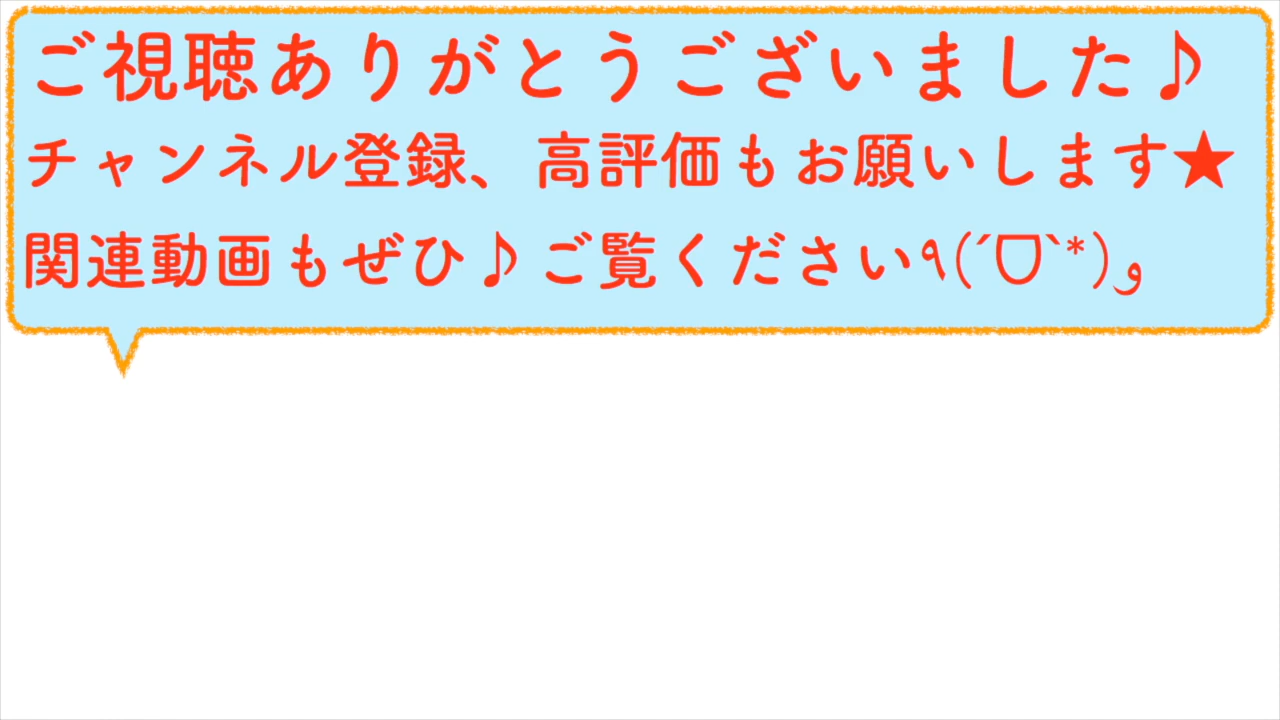 ご視聴ありがとうございました♪
チャンネル登録、高評価もお願いします★
関連動画もぜひ♪ご覧ください٩(´ᗜ`*)و